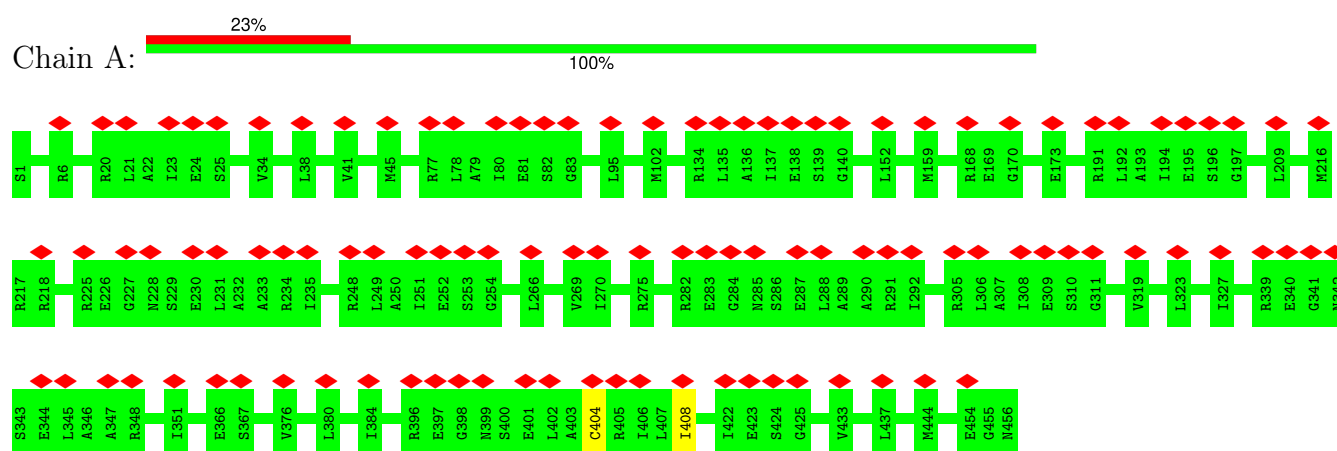 23%
Chain A:
100%
S1 R6 R20 L21 A22 I23 E24 S25 V34 L38 V41 M45 R77 L78 A79 I80 E81 S82 G83 L95 M102 R134 L135 A136 I137 E138 S139 G140 L152 M159 R168 E169 G170 E173 R191 L192 A193 I194 E195 S196 G197 L209 M216
R217 R218 R225 E226 G227 N228 S229 E230 L231 A232 A233 R234 I235 R248 L249 A250 I251 E252 S253 G254 L266 V269 I270 R275 R282 E283 G284 N285 S286 E287 L288 A289 A290 R291 I292 R305 L306 A307 I308 E309 S310 G311 V319 L323 I327 R339 E340 G341 N342
S343 E344 L345 A346 A347 R348 I351 E366 S367 V376 L380 I384 R396 E397 G398 N399 S400 E401 L402 A403 C404 R405 I406 L407 I408 I422 E423 S424 G425 V433 L437 M444 E454 G455 N456